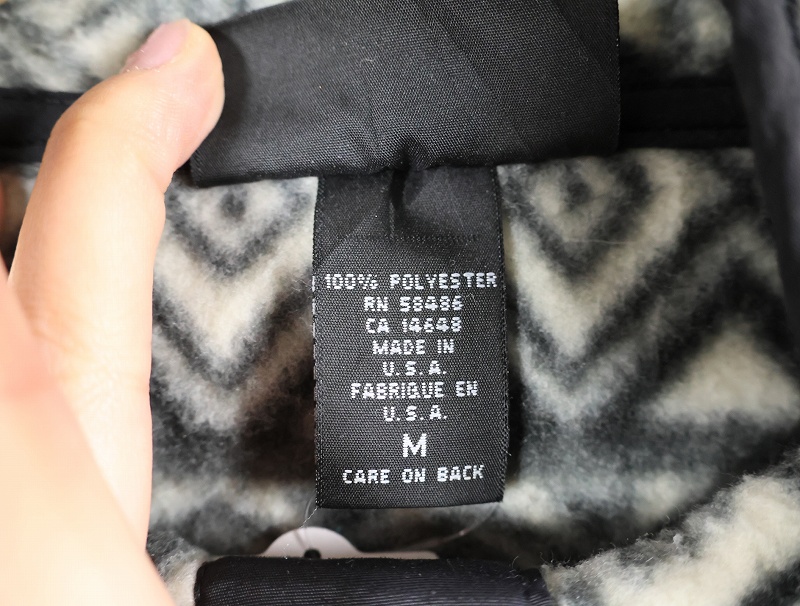 100% POLYESTER
RN 58486
CA 14648
MADE IN
U.S.A.
FABRIQUE EN
U.S.A.
M
CARE ON BACK